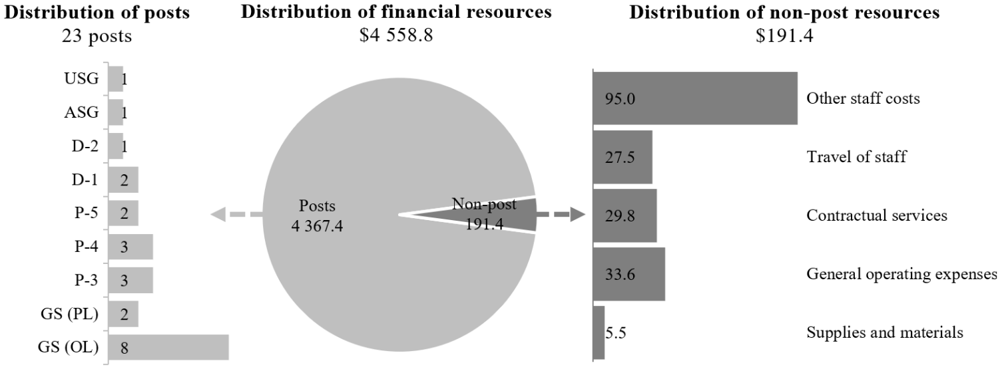 Distribution of posts
23 posts
USG 1
ASG 1
D-2 1
D-1 2
P-5 2
P-4 3
P-3 3
GS (PL) 2
GS (OL) 8
Distribution of financial resources
$4 558.8
Posts
4 367.4
Non-post
191.4
Distribution of non-post resources
$191.4
95.0 Other staff costs
27.5 Travel of staff
29.8 Contractual services
33.6 General operating expenses
5.5 Supplies and materials